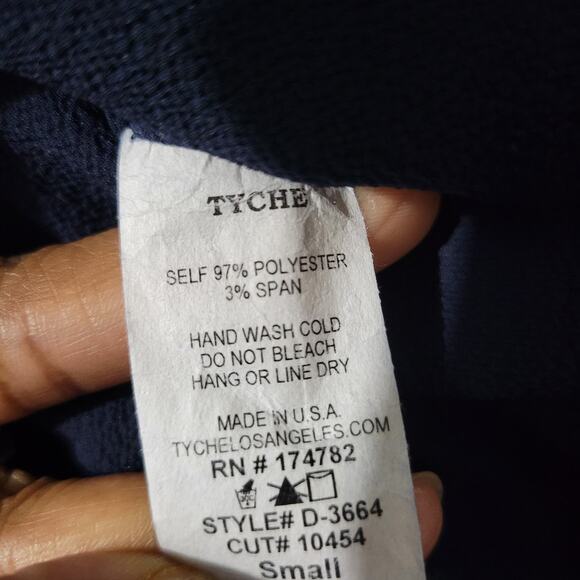 TYCHE
SELF 97% POLYESTER
3% SPAN
HAND WASH COLD
DO NOT BLEACH
HANG OR LINE DRY
MADE IN U.S.A.
TYCHELOSANGELES.COM
RN # 174782
STYLE# D-3664
CUT# 10454
Small